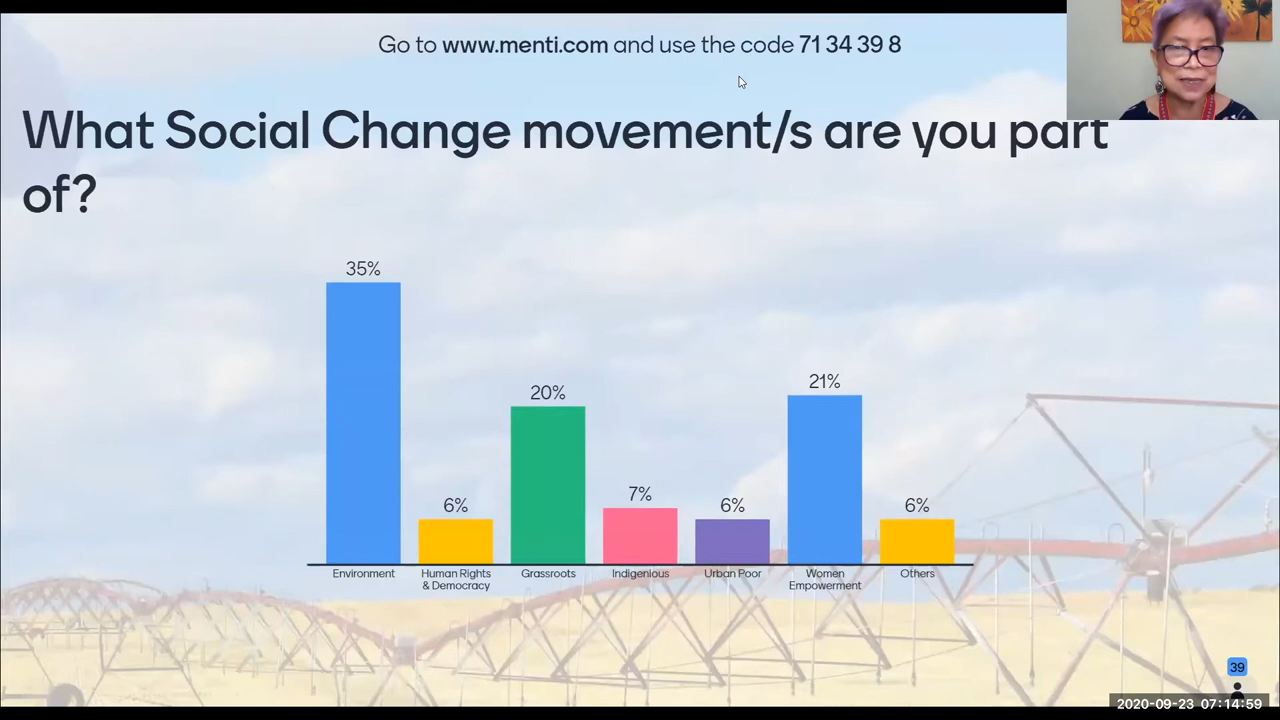 Go to www.menti.com and use the code 71 34 39 8
What Social Change movement/s are you part
of?
35%
6%
20%
7%
6%
21%
6%
Environment
Human Rights
& Democracy
Grassroots
Indigenious
Urban Poor
Women
Empowerment
Others
39
2020-09-23 07:14:59